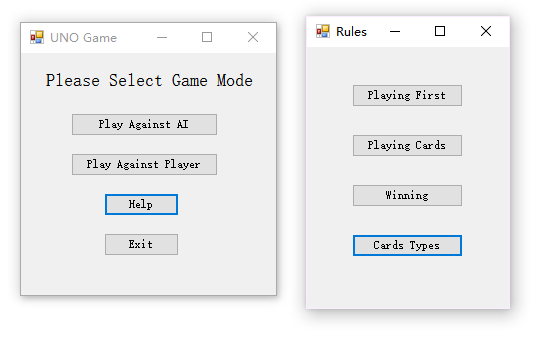 UNO Game
Please Select Game Mode
Play Against AI
Play Against Player
Help
Exit
Rules
Playing First
Playing Cards
Winning
Cards Types